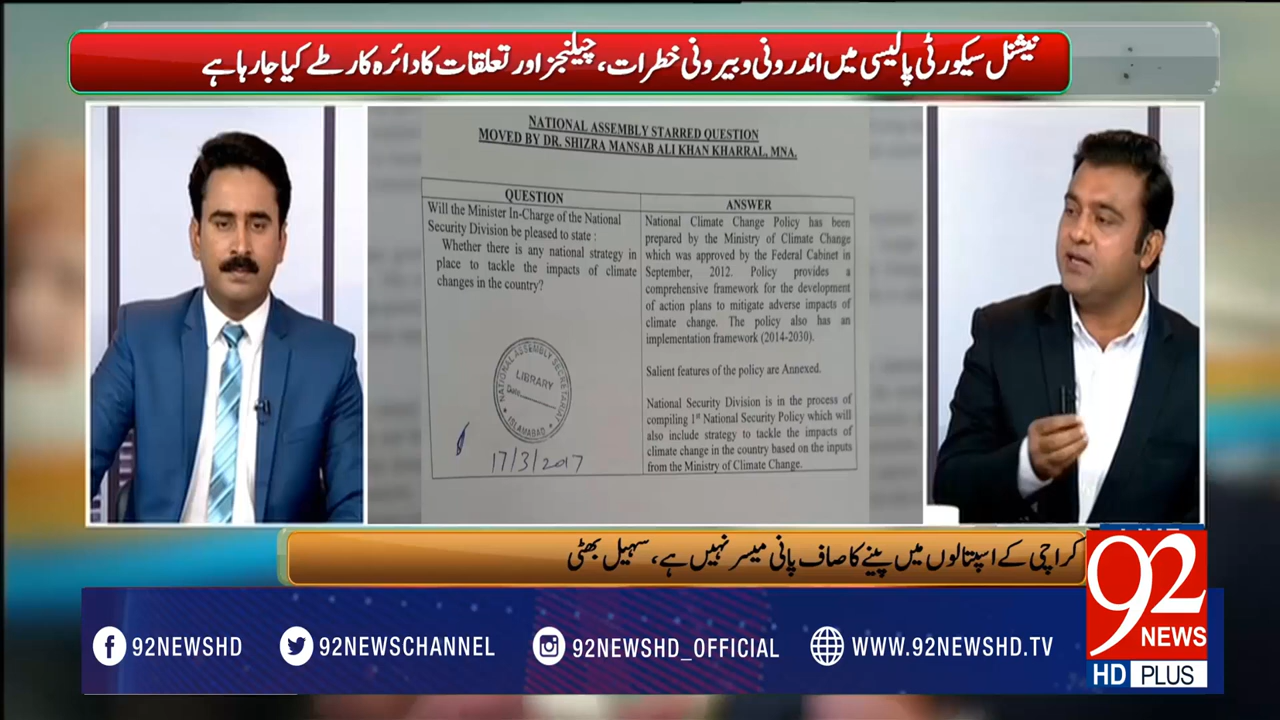 نیشنل سیکورٹی پالیسی میں اندرونی و بیرونی خطرات، چیلنجز اور تعلقات کا دائرہ کار طے کیا جا رہا ہے
NATIONAL ASSEMBLY STARRED QUESTION
MOVED BY DR. SHIZRA MANSAB ALI KHAN KHARRAL, MNA.
QUESTION
Will the Minister In-Charge of the National
Security Division be pleased to state :
Whether there is any national strategy in
place to tackle the impacts of climate
changes in the country?
NATIONAL ASSEMBLY SECRETARIAT
LIBRARY
ISLAMABAD
17/3/2017
ANSWER
National Climate Change Policy has been
prepared by the Ministry of Climate Change
which was approved by the Federal Cabinet in
September, 2012. Policy provides a
comprehensive framework for the development
of action plans to mitigate adverse impacts of
climate change. The policy also has an
implementation framework (2014-2030).
Salient features of the policy are Annexed.
National Security Division is in the process of
compiling 1st National Security Policy which will
also include strategy to tackle the impacts of
climate change in the country based on the inputs
from the Ministry of Climate Change.
کراچی کے اسپتالوں میں پینے کا صاف پانی میسر نہیں ہے، سہیل بھٹی
92NEWSHD
92NEWSCHANNEL
92NEWSHD_OFFICIAL
WWW.92NEWSHD.TV
92
NEWS
HD PLUS